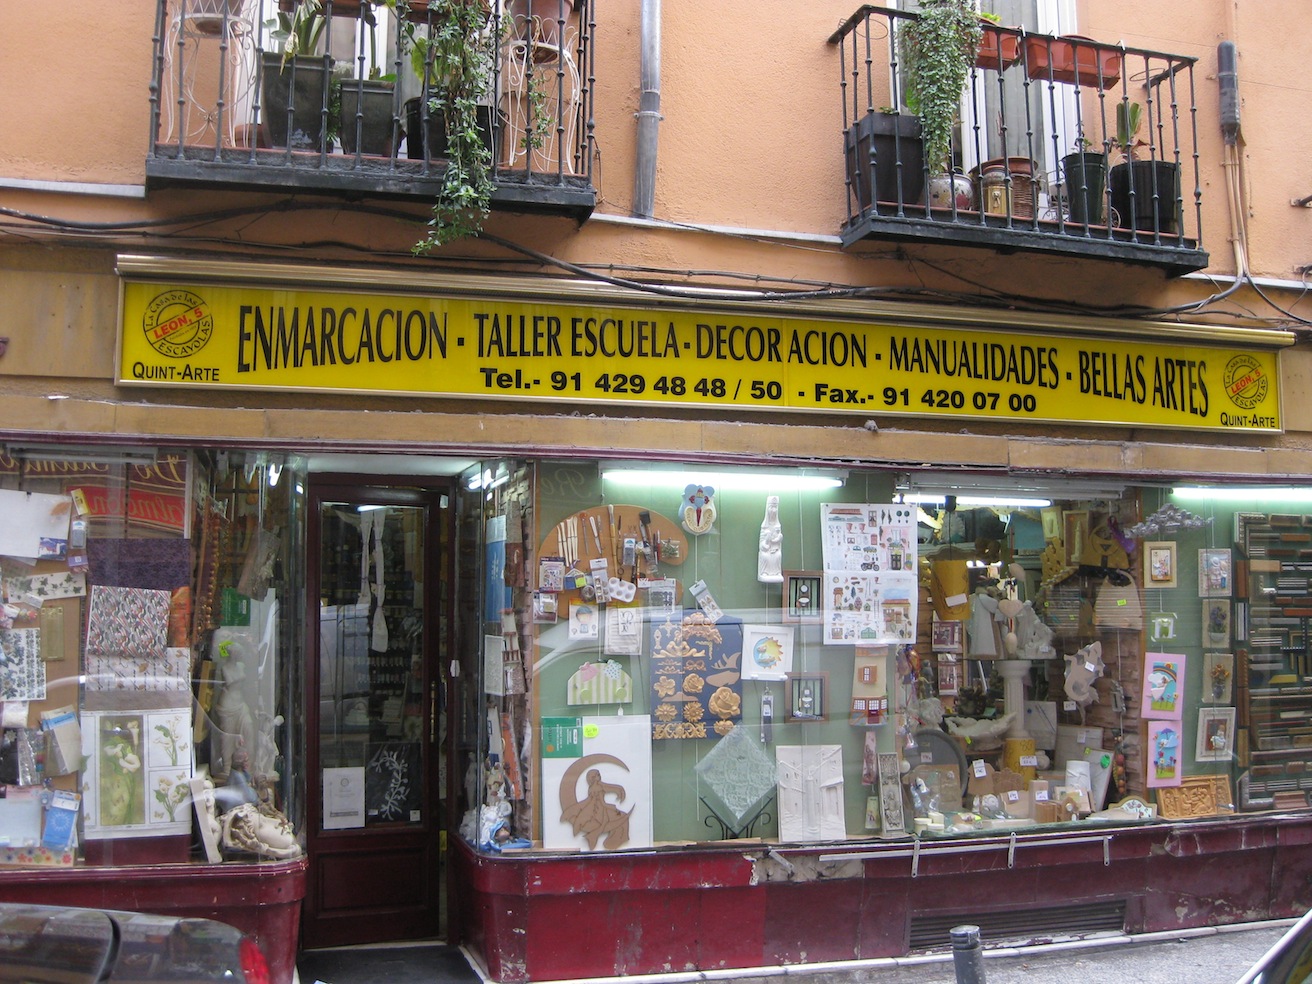 La Casa de las
LEON, 5
ESCAYOLAS
QUINT-ARTE
ENMARCACION - TALLER ESCUELA - DECORACION - MANUALIDADES - BELLAS ARTES
Tel.- 91 429 48 48 / 50 - Fax.- 91 420 07 00
La Casa de las
LEON, 5
ESCAYOLAS
QUINT-ARTE